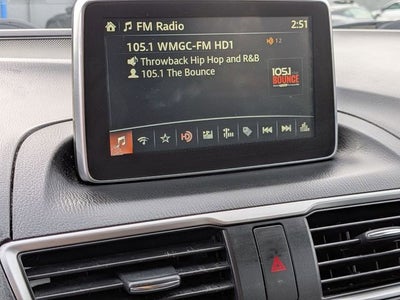 FM Radio 2:51
105.1 WMGC-FM HD1
12
Throwback Hip Hop and R&B
105.1 The Bounce
105.1
BOUNCE
HD